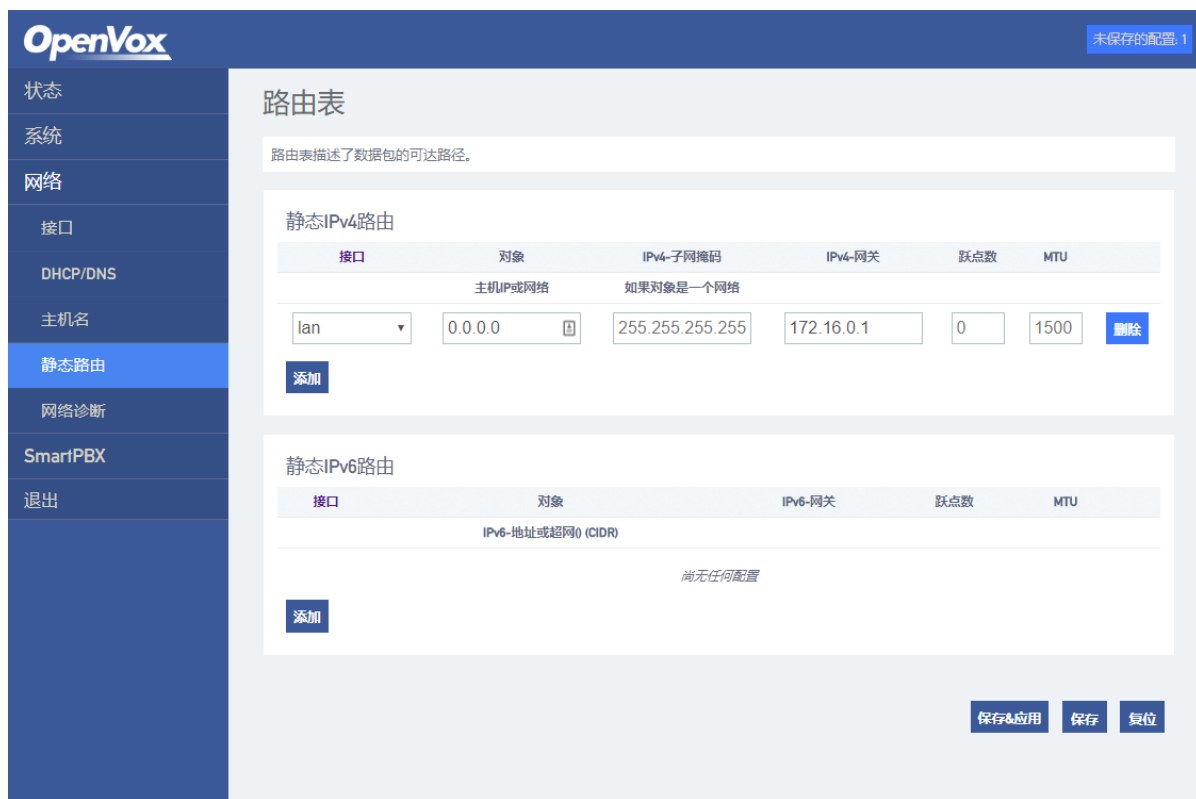 OpenVox
未保存的配置: 1
状态
系统
网络
接口
DHCP/DNS
主机名
静态路由
网络诊断
SmartPBX
退出
路由表
路由表描述了数据包的可达路径。
静态IPv4路由
接口 对象 IPv4-子网掩码 IPv4-网关 跃点数 MTU
主机IP或网络 如果对象是一个网络
lan 0.0.0.0 255.255.255.255 172.16.0.1 0 1500 删除
添加
静态IPv6路由
接口 对象 IPv6-网关 跃点数 MTU
IPv6-地址或超网() (CIDR)
尚无任何配置
添加
保存&应用 保存 复位